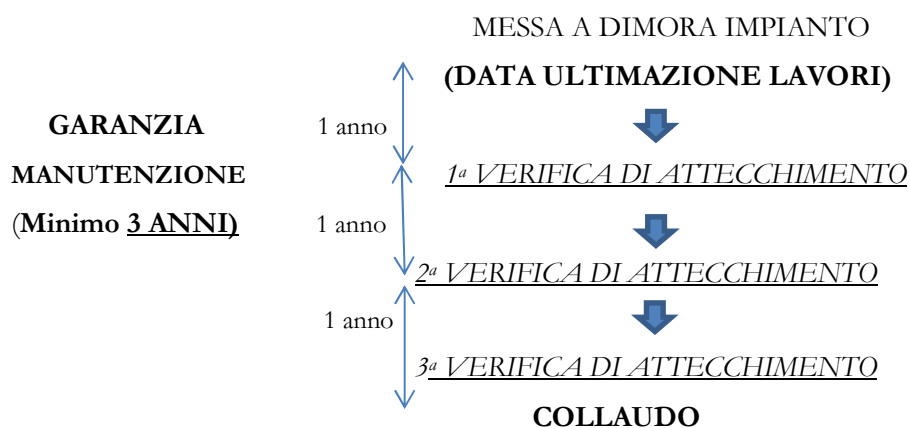 MESSA A DIMORA IMPIANTO
(DATA ULTIMAZIONE LAVORI)
GARANZIA
MANUTENZIONE
(Minimo 3 ANNI)
1 anno
1ª VERIFICA DI ATTECCHIMENTO
1 anno
2ª VERIFICA DI ATTECCHIMENTO
1 anno
3ª VERIFICA DI ATTECCHIMENTO
COLLAUDO